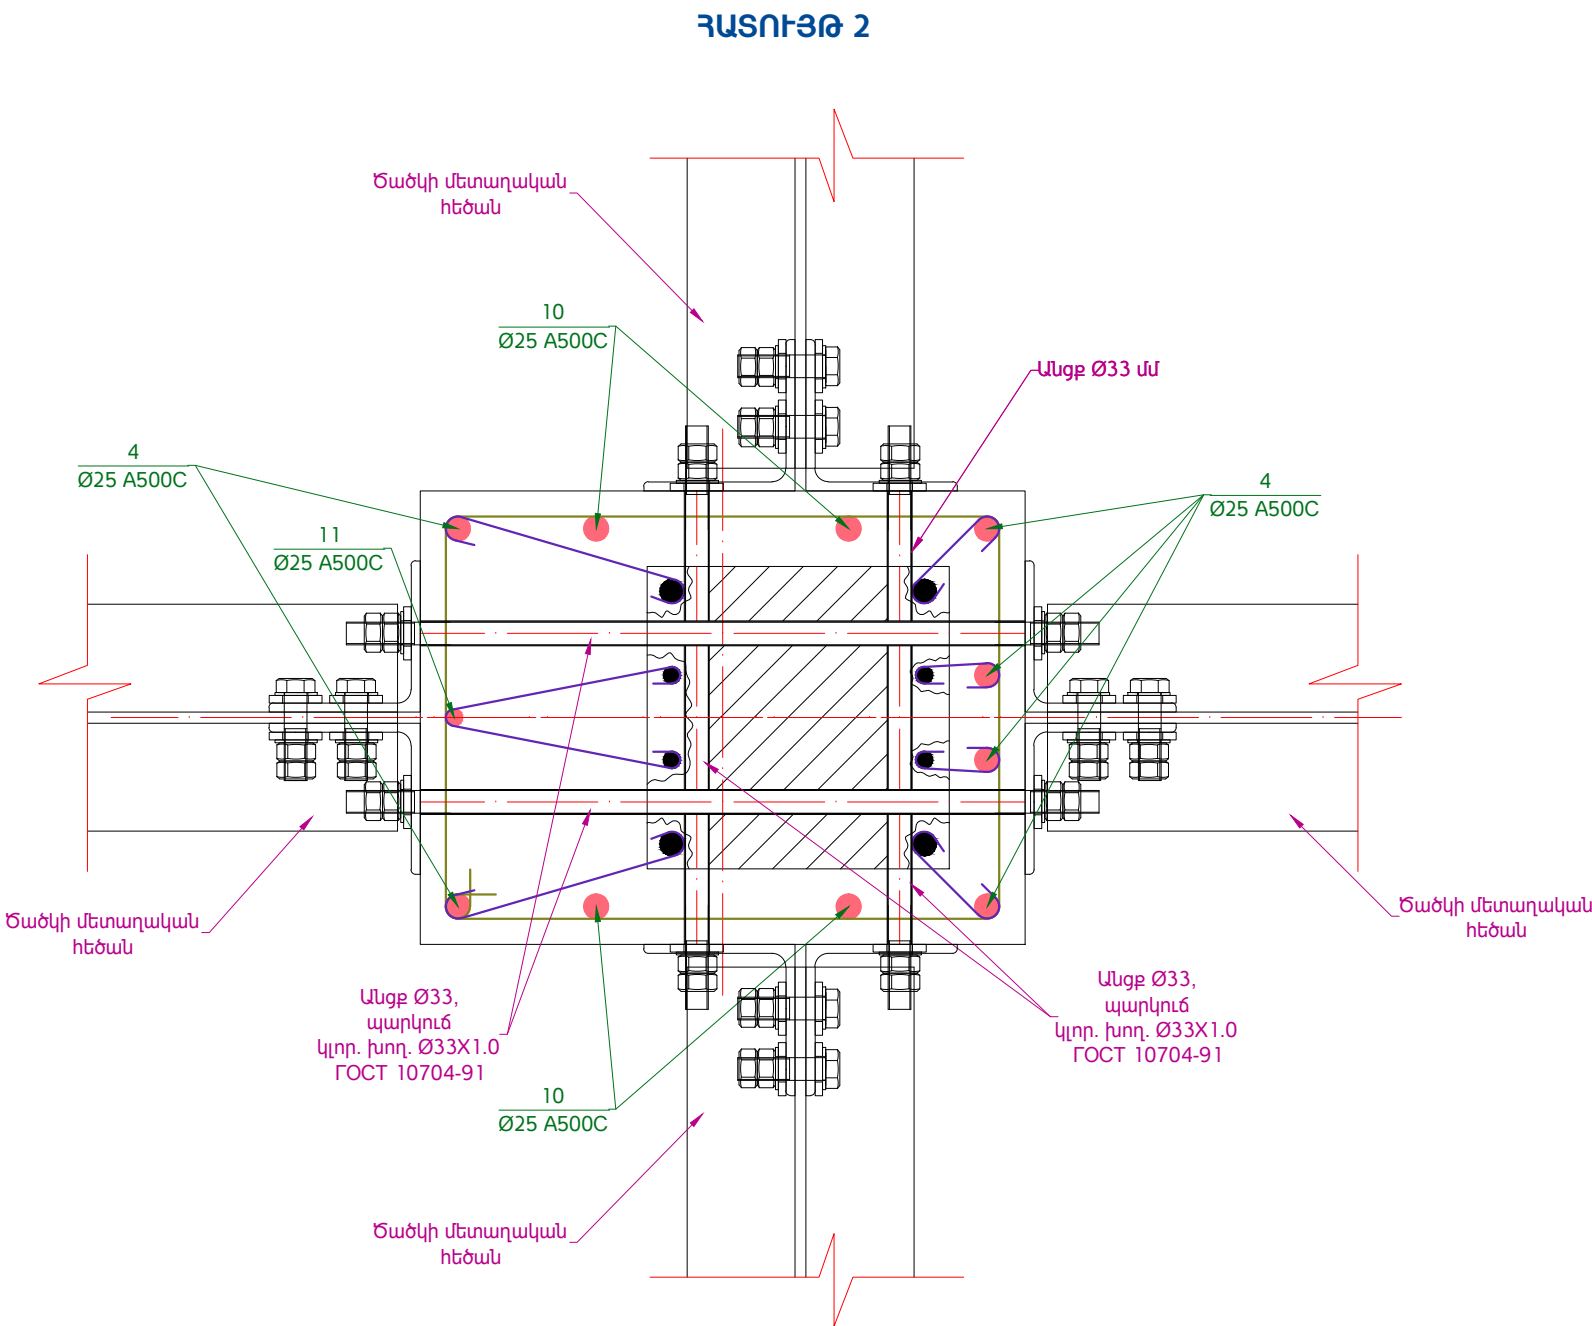 ՀԱՏՈՒՅԹ 2
Ծածկի մետաղական
հեծան
10
Ø25 A500C
Անցք Ø33 մմ
4
Ø25 A500C
4
Ø25 A500C
11
Ø25 A500C
Ծածկի մետաղական
հեծան
Ծածկի մետաղական
հեծան
Անցք Ø33,
պարկուճ
կլոր. խող. Ø33X1.0
ГОСТ 10704-91
Անցք Ø33,
պարկուճ
կլոր. խող. Ø33X1.0
ГОСТ 10704-91
10
Ø25 A500C
Ծածկի մետաղական
հեծան